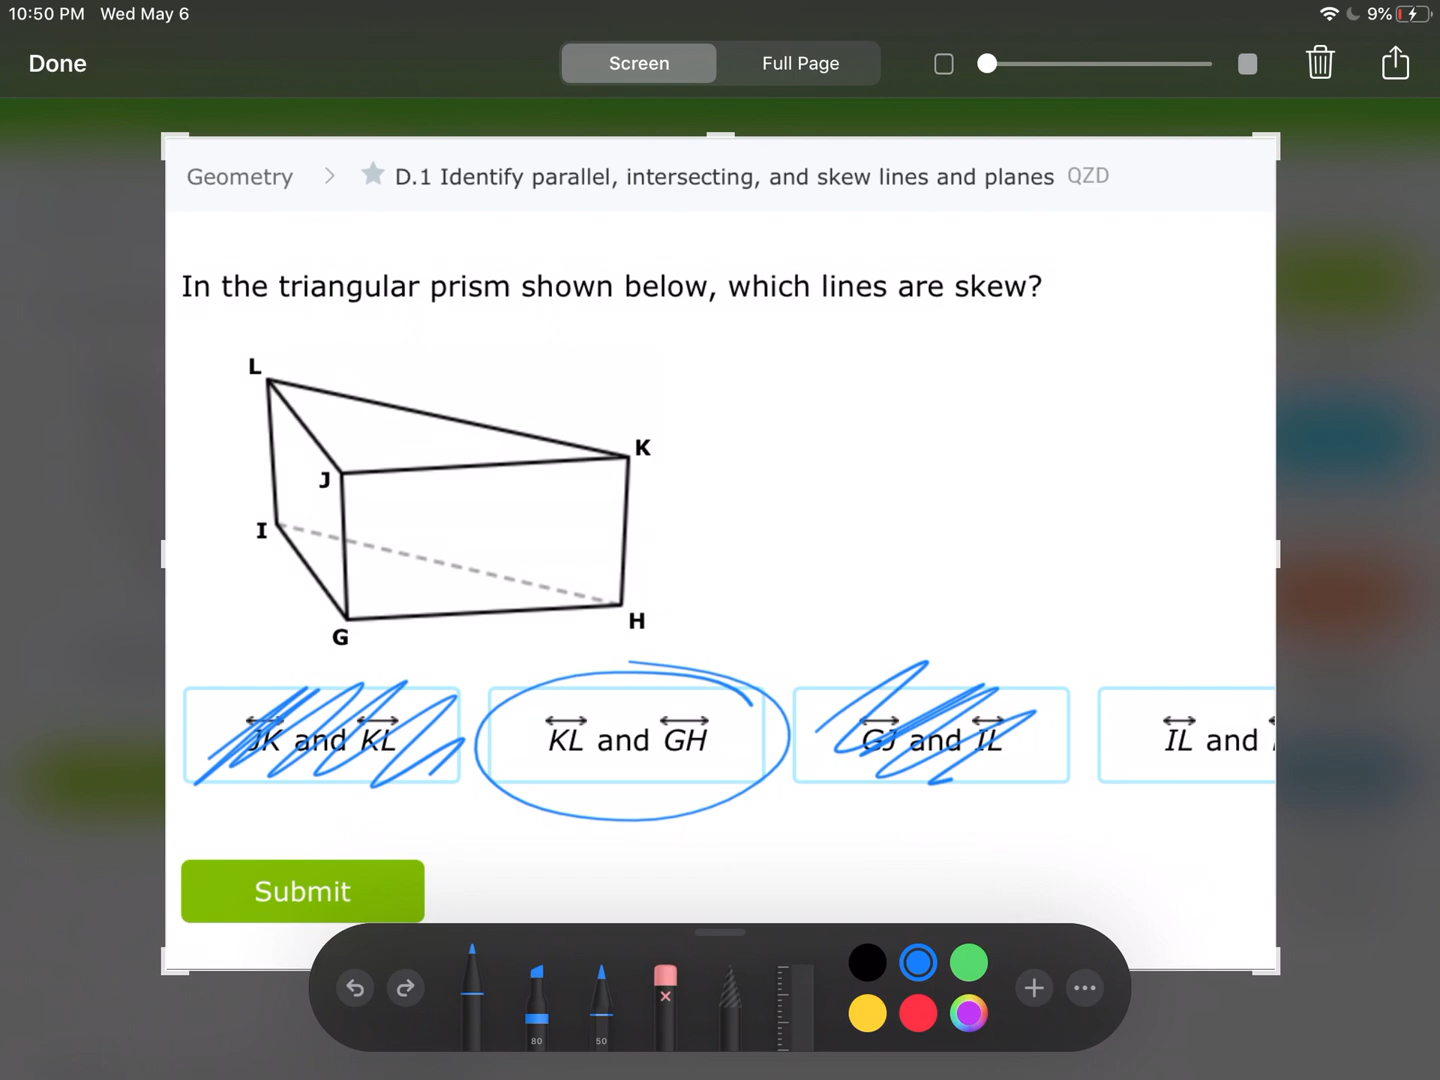 10:50 PM Wed May 6 9%
Done Screen Full Page
Geometry > D.1 Identify parallel, intersecting, and skew lines and planes QZD
In the triangular prism shown below, which lines are skew?
L
K
J
I
H
G
JK and KL KL and GH GJ and IL IL and
Submit
80 50